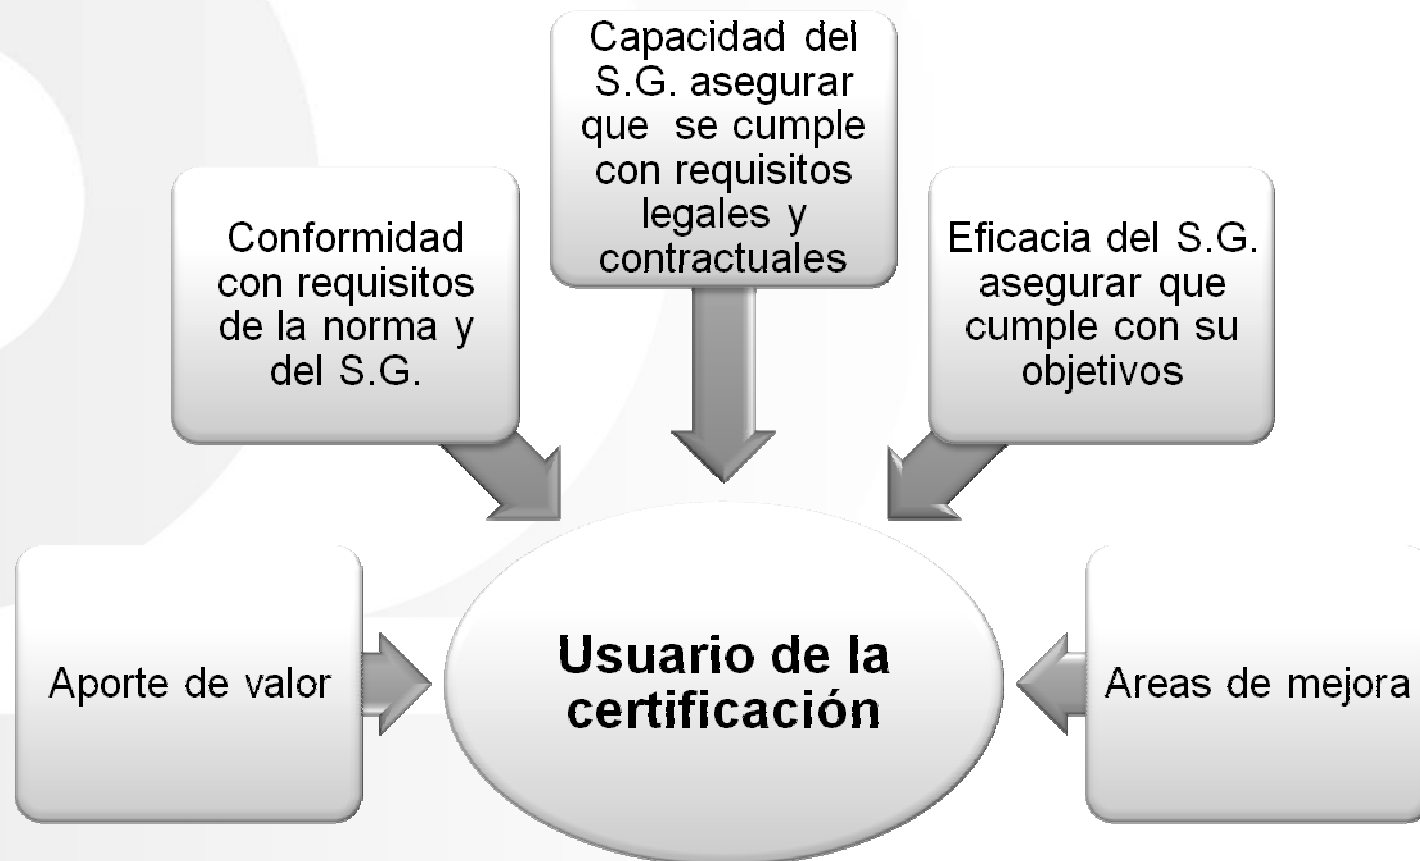 Capacidad del
S.G. asegurar
que se cumple
con requisitos
legales y
contractuales
Conformidad
con requisitos
de la norma y
del S.G.
Eficacia del S.G.
asegurar que
cumple con su
objetivos
Aporte de valor
Usuario de la
certificación
Areas de mejora